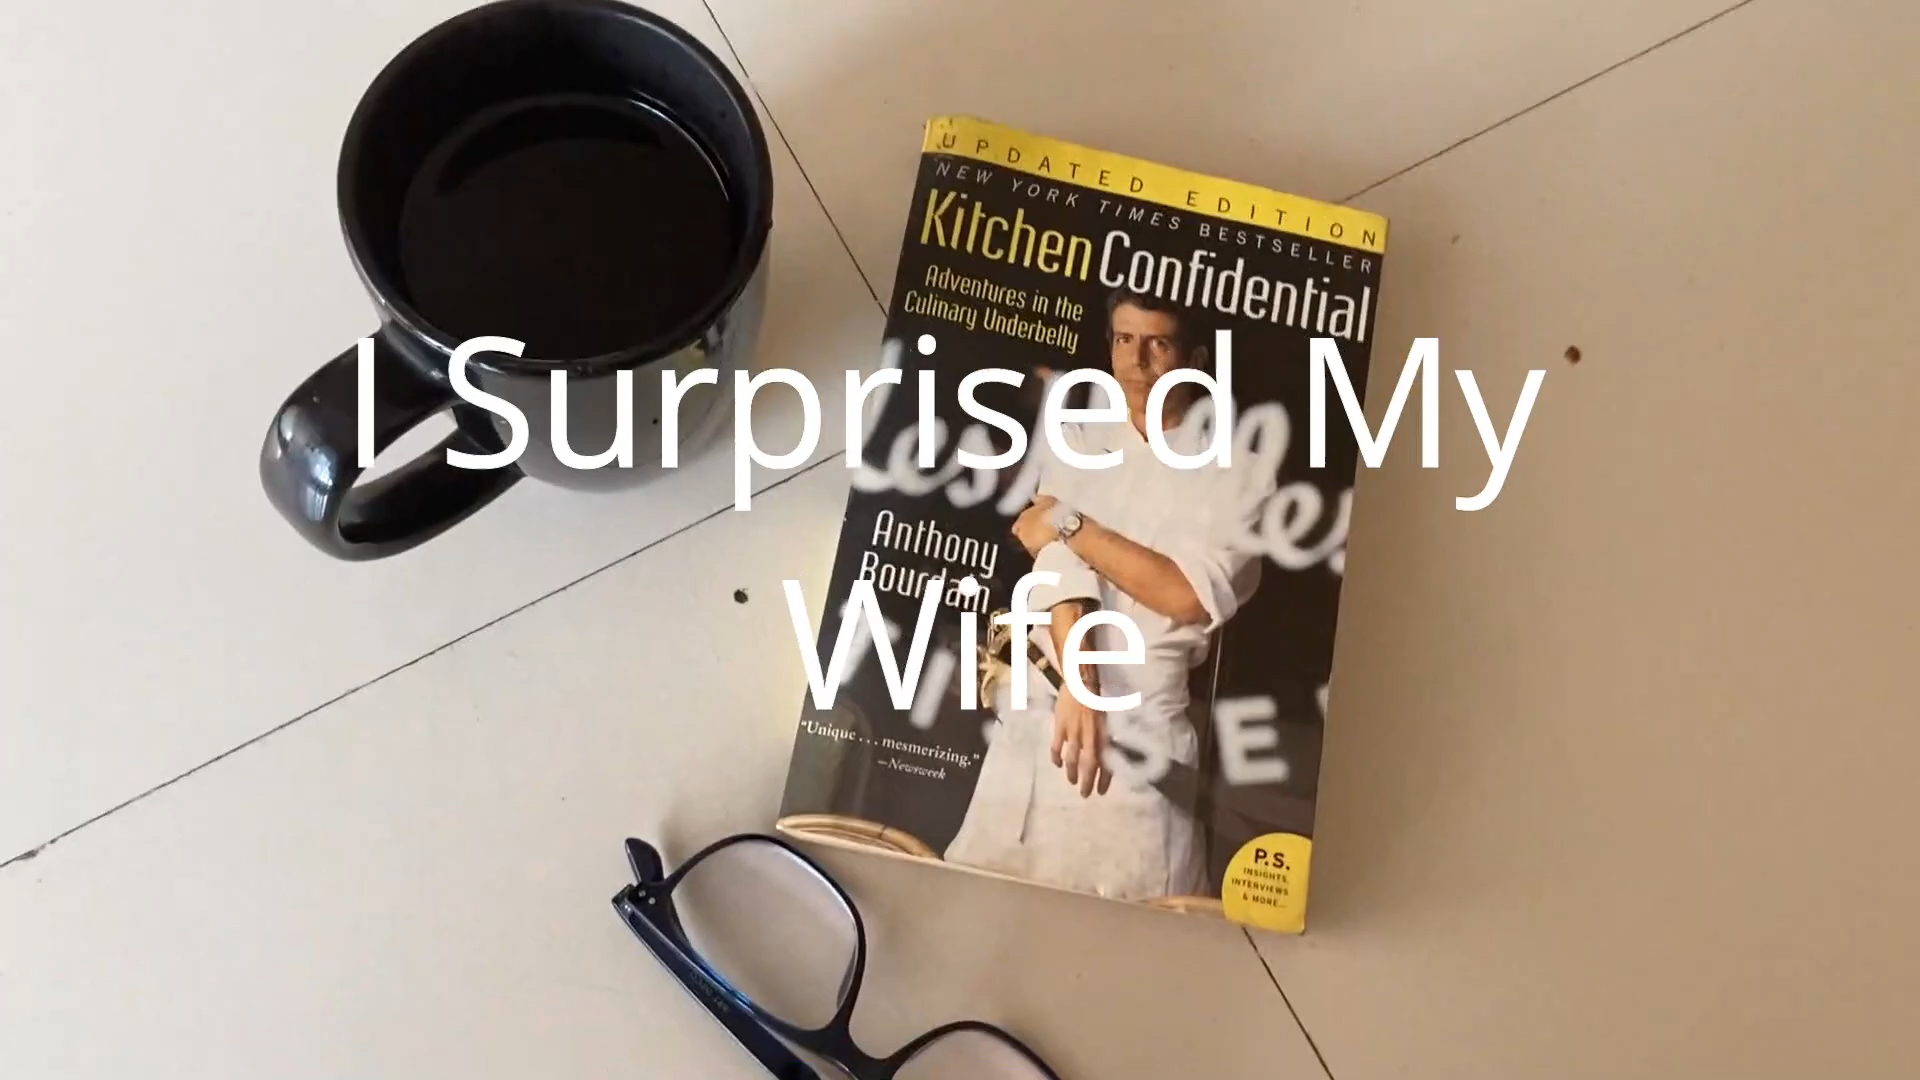 UPDATED EDITION
NEW YORK TIMES BESTSELLER
Kitchen Confidential
Adventures in the
Culinary Underbelly
I Surprised My
Wife
Anthony
Bourdain
"Unique . . . mesmerizing."
—Newsweek
P.S.
INSIGHTS,
INTERVIEWS
& MORE...